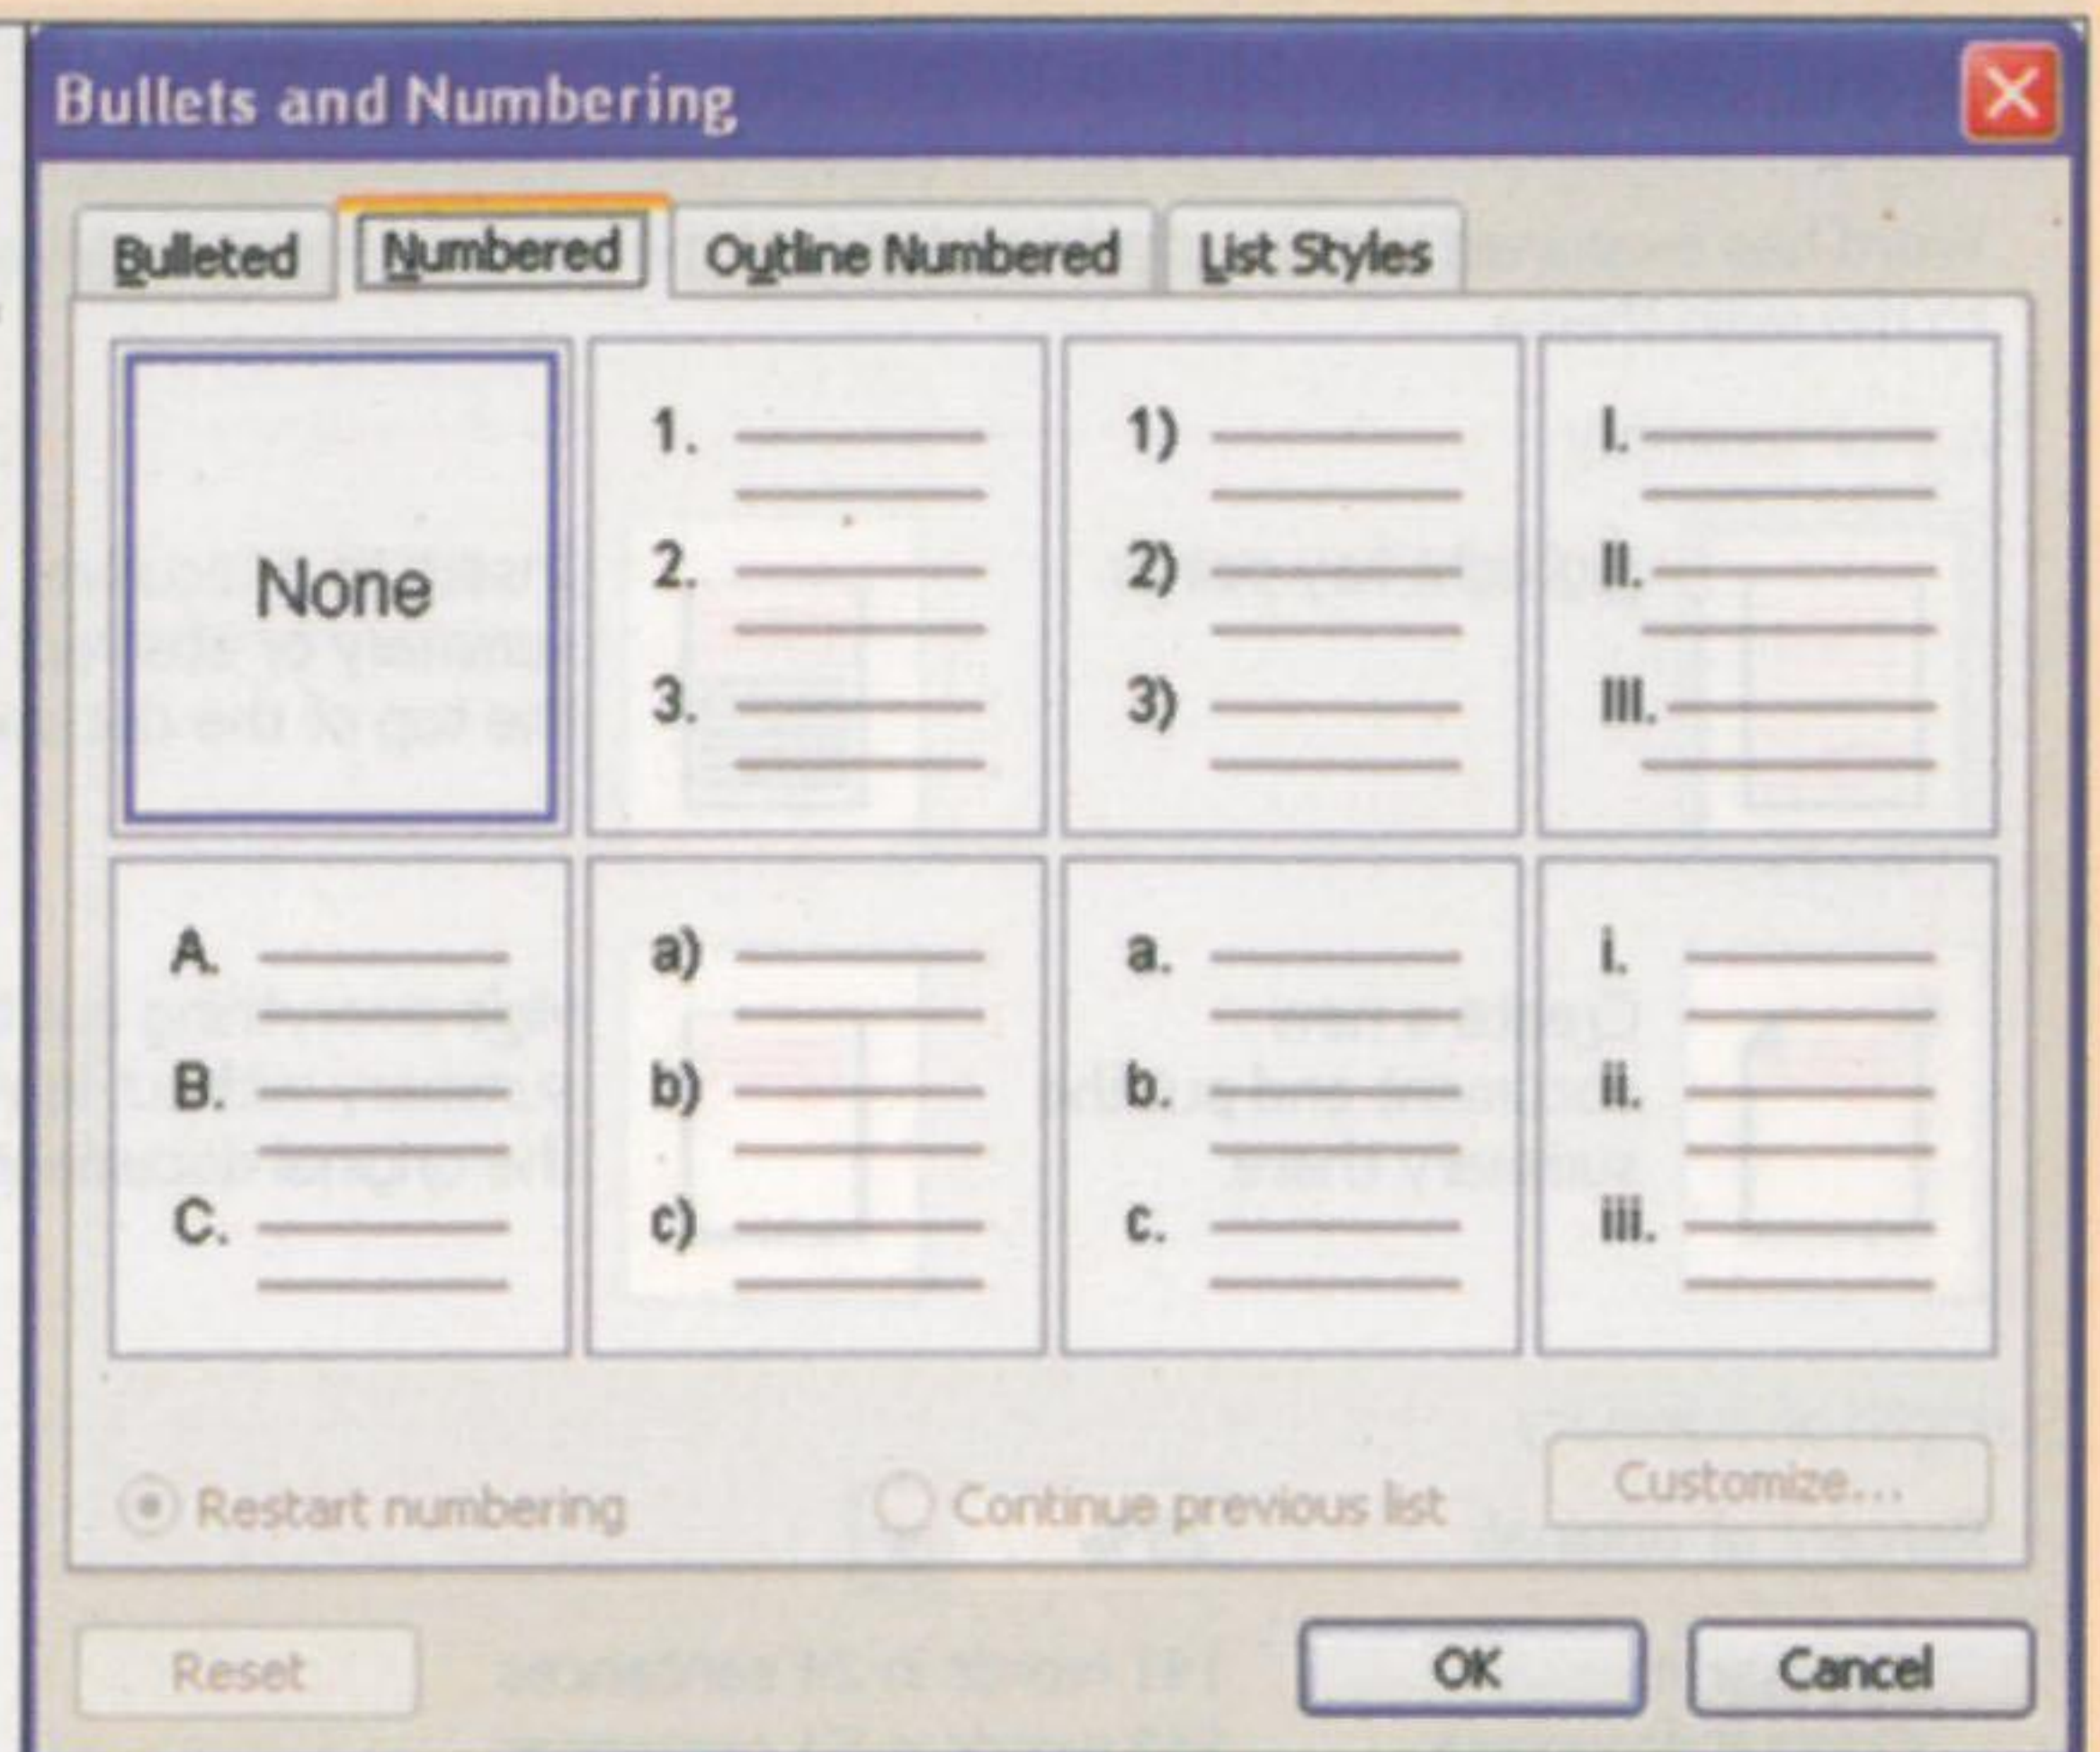 Bullets and Numbering
Bulleted Numbered Outline Numbered List Styles
None
1.
2.
3.
1)
2)
3)
I.
II.
III.
A.
B.
C.
a)
b)
c)
a.
b.
c.
i.
ii.
iii.
Restart numbering Continue previous list Customize...
Reset OK Cancel